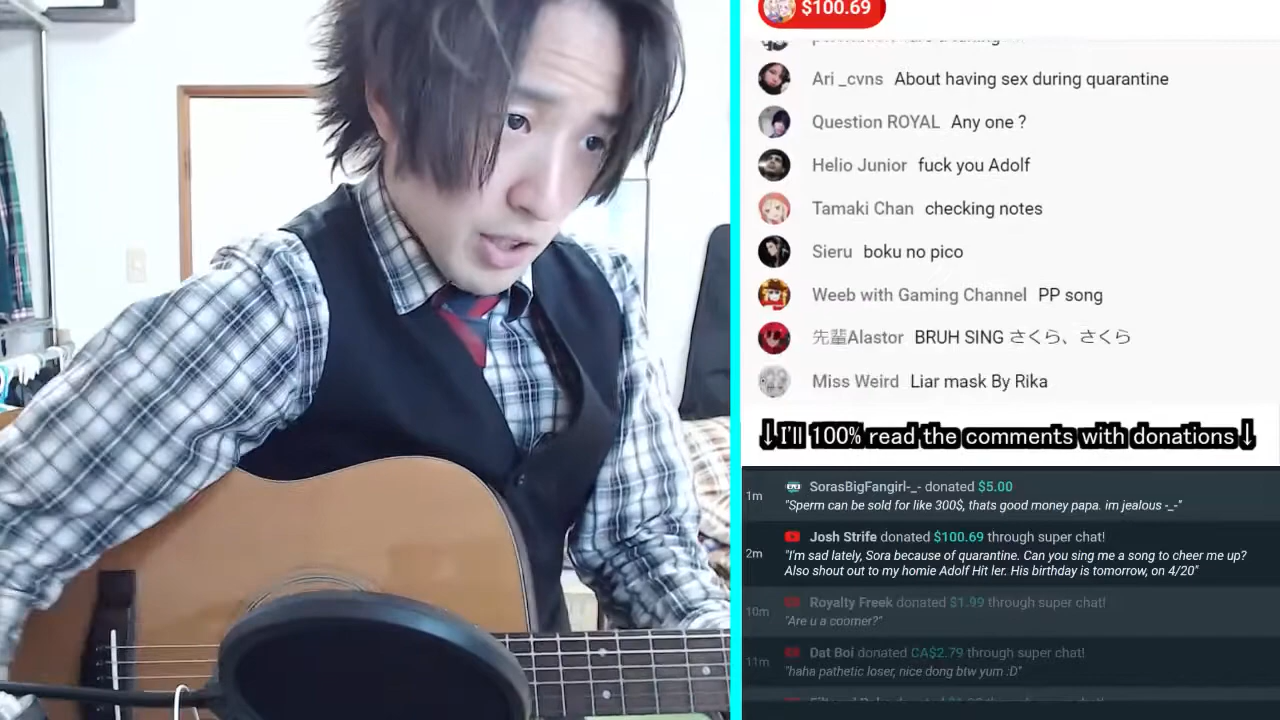 $100.69
Ari _cvns About having sex during quarantine
Question ROYAL Any one ?
Helio Junior fuck you Adolf
Tamaki Chan checking notes
Sieru boku no pico
Weeb with Gaming Channel PP song
先輩Alastor BRUH SING さくら、さくら
Miss Weird Liar mask By Rika
↓I'll 100% read the comments with donations↓
1m SorasBigFangirl-_- donated $5.00
"Sperm can be sold for like 300$, thats good money papa. im jealous -_-"
2m Josh Strife donated $100.69 through super chat!
"I'm sad lately, Sora because of quarantine. Can you sing me a song to cheer me up?
Also shout out to my homie Adolf Hit ler. His birthday is tomorrow, on 4/20"
10m Royalty Freek donated $1.99 through super chat!
"Are u a coomer?"
11m Dat Boi donated CA$2.79 through super chat!
"haha pathetic loser, nice dong btw yum :D"